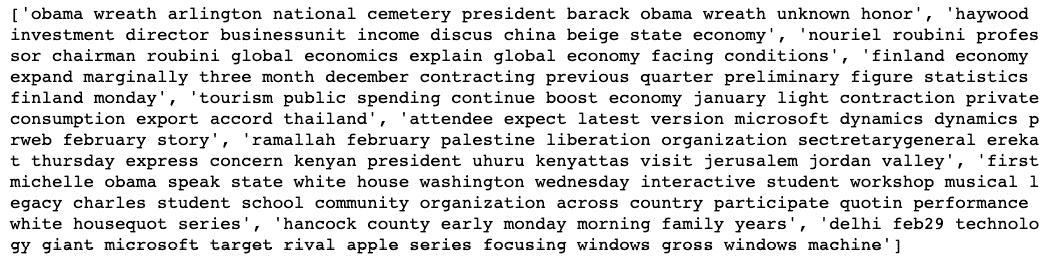 ['obama wreath arlington national cemetery president barack obama wreath unknown honor', 'haywood
investment director businessunit income discus china beige state economy', 'nouriel roubini profes
sor chairman roubini global economics explain global economy facing conditions', 'finland economy
expand marginally three month december contracting previous quarter preliminary figure statistics
finland monday', 'tourism public spending continue boost economy january light contraction private
consumption export accord thailand', 'attendee expect latest version microsoft dynamics dynamics p
rweb february story', 'ramallah february palestine liberation organization sectretarygeneral ereka
t thursday express concern kenyan president uhuru kenyattas visit jerusalem jordan valley', 'first
michelle obama speak state white house washington wednesday interactive student workshop musical l
egacy charles student school community organization across country participate quotin performance
white housequot series', 'hancock county early monday morning family years', 'delhi feb29 technolo
gy giant microsoft target rival apple series focusing windows gross windows machine']